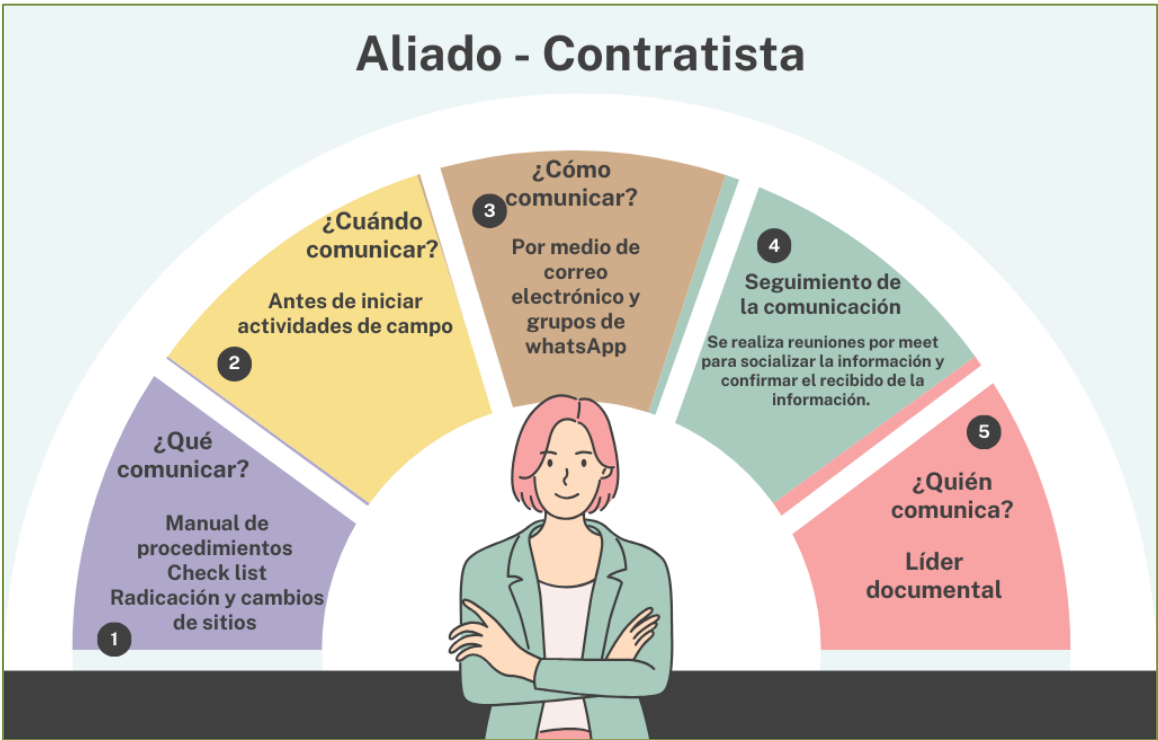 Aliado - Contratista
1
¿Qué
comunicar?
Manual de
procedimientos
Check list
Radicación y cambios
de sitios
2
¿Cuándo
comunicar?
Antes de iniciar
actividades de campo
3
¿Cómo
comunicar?
Por medio de
correo
electrónico y
grupos de
whatsApp
4
Seguimiento de
la comunicación
Se realiza reuniones por meet
para socializar la información y
confirmar el recibido de la
información.
5
¿Quién
comunica?
Líder
documental